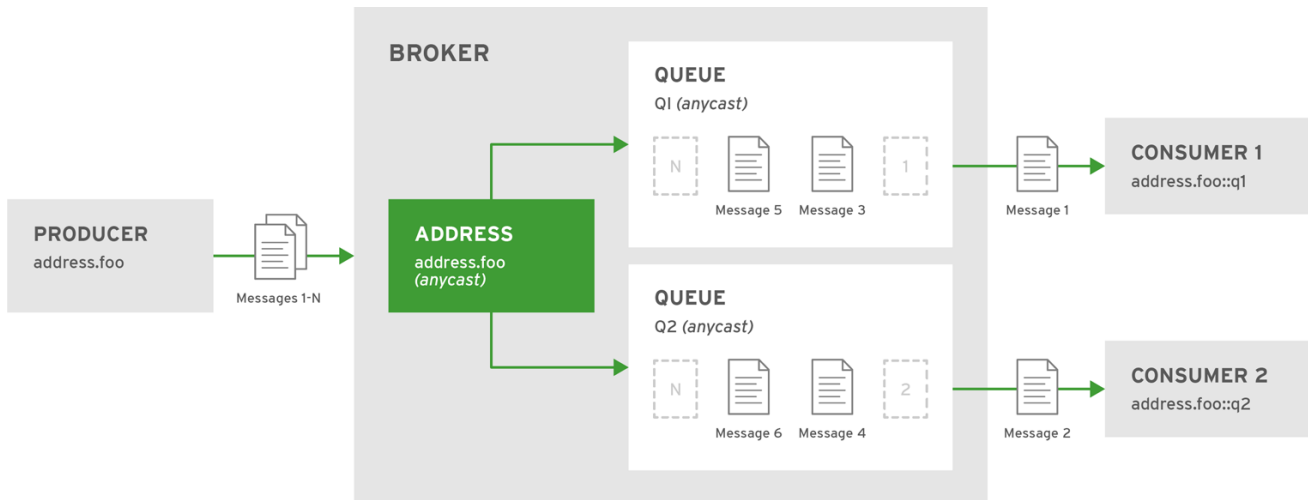 BROKER
QUEUE
Q1 (anycast)
N
1
Message 5
Message 3
Message 1
CONSUMER 1
address.foo::q1
PRODUCER
address.foo
Messages 1-N
ADDRESS
address.foo
(anycast)
QUEUE
Q2 (anycast)
N
2
Message 6
Message 4
Message 2
CONSUMER 2
address.foo::q2